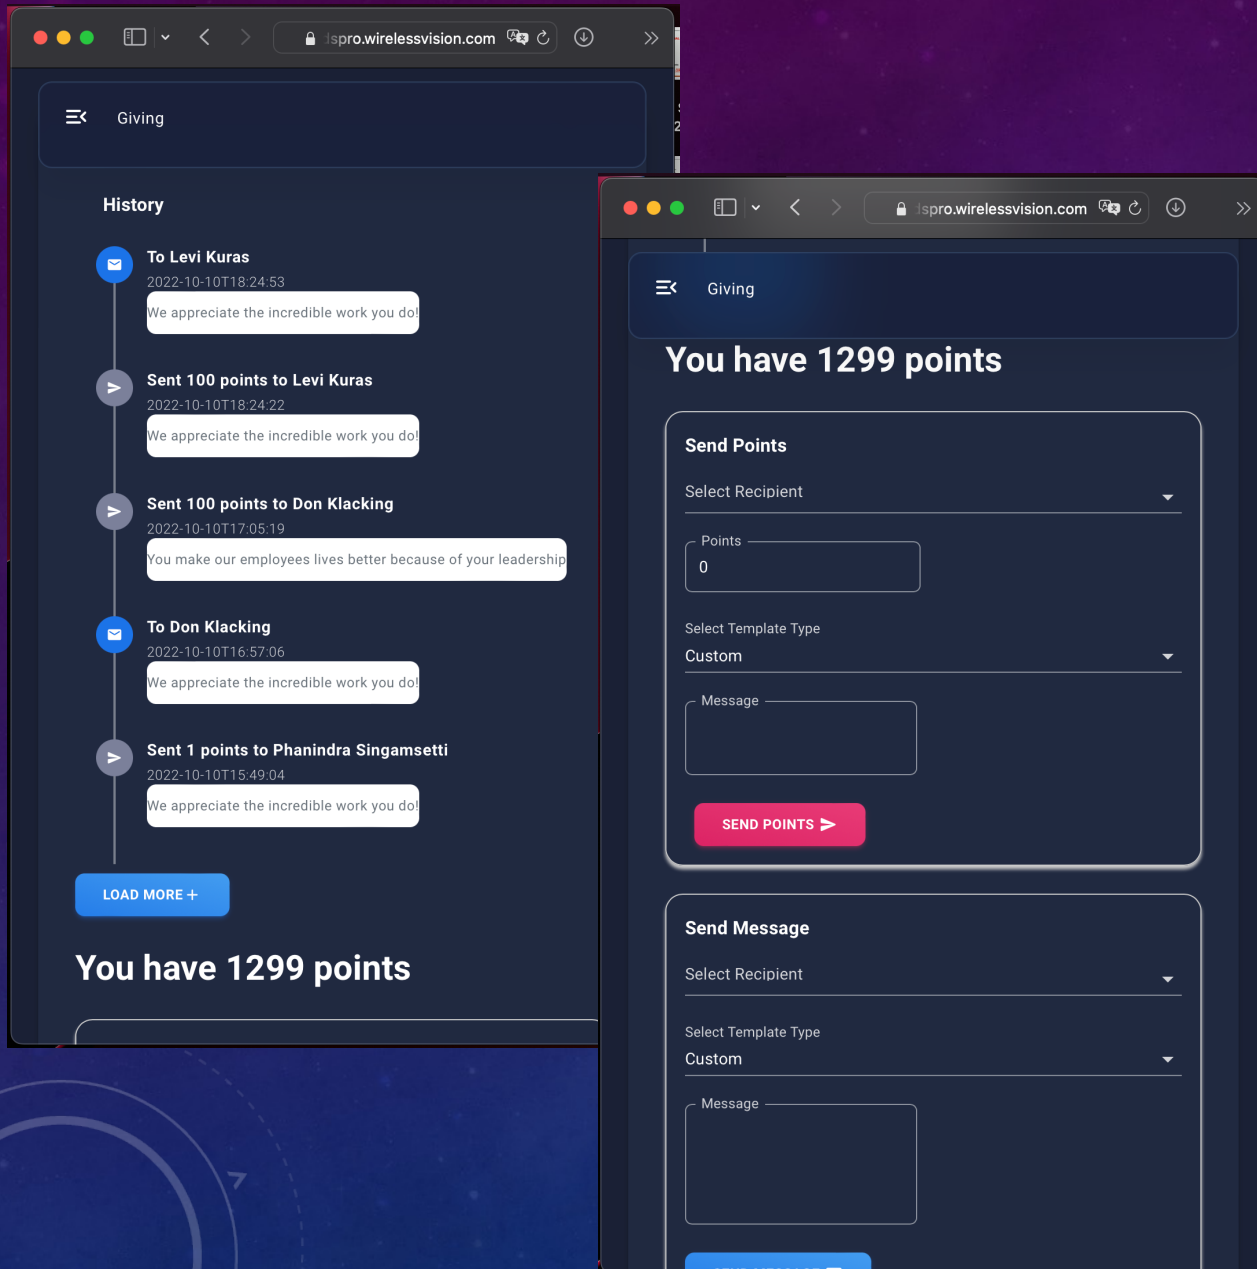 spro.wirelessvision.com
Giving
History
To Levi Kuras
2022-10-10T18:24:53
We appreciate the incredible work you do!
Sent 100 points to Levi Kuras
2022-10-10T18:24:22
We appreciate the incredible work you do!
Sent 100 points to Don Klacking
2022-10-10T17:05:19
You make our employees lives better because of your leadership
To Don Klacking
2022-10-10T16:57:06
We appreciate the incredible work you do!
Sent 1 points to Phanindra Singamsetti
2022-10-10T15:49:04
We appreciate the incredible work you do!
LOAD MORE +
You have 1299 points
spro.wirelessvision.com
Giving
You have 1299 points
Send Points
Select Recipient
Points
0
Select Template Type
Custom
Message
SEND POINTS
Send Message
Select Recipient
Select Template Type
Custom
Message